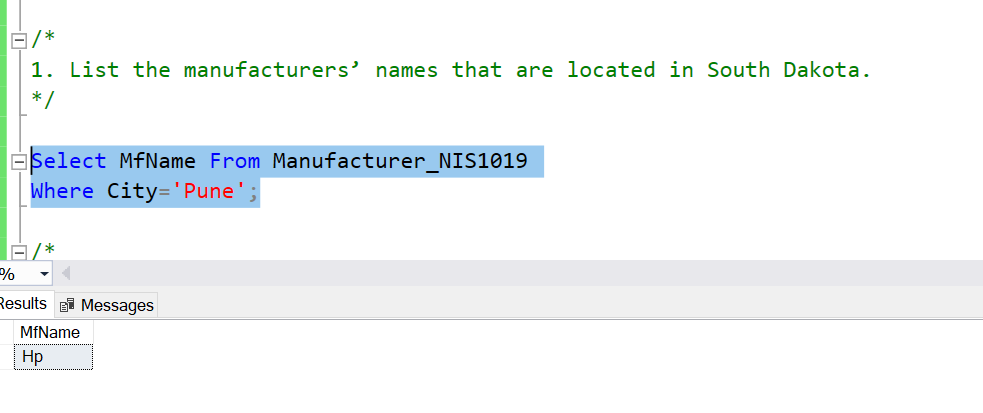 /*
1. List the manufacturers’ names that are located in South Dakota.
*/
Select MfName From Manufacturer_NIS1019
Where City='Pune';
/*
%
Results Messages
MfName
Hp